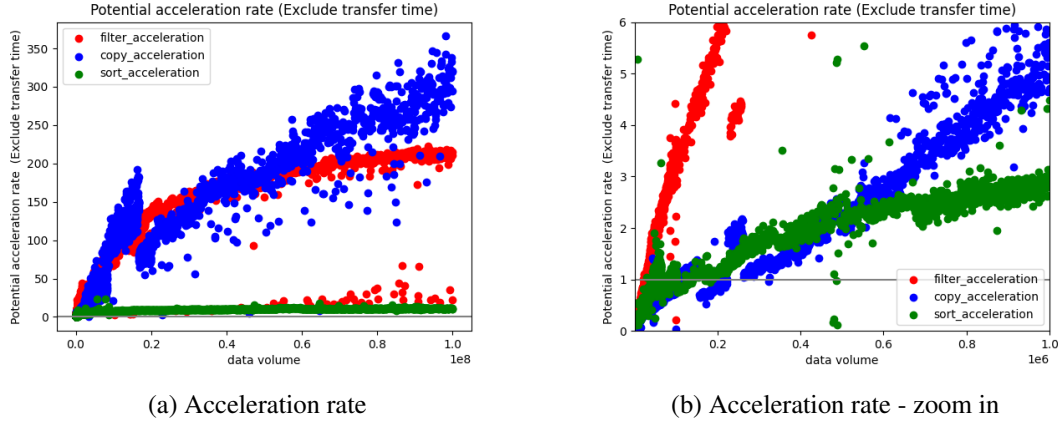 Potential acceleration rate (Exclude transfer time)
Potential acceleration rate (Exclude transfer time)
350
300
250
200
150
100
50
0
filter_acceleration
copy_acceleration
sort_acceleration
0.0
0.2
0.4
0.6
0.8
1.0
1e8
data volume
(a) Acceleration rate
Potential acceleration rate (Exclude transfer time)
Potential acceleration rate (Exclude transfer time)
6
5
4
3
2
1
0
filter_acceleration
copy_acceleration
sort_acceleration
0.2
0.4
0.6
0.8
1.0
1e6
data volume
(b) Acceleration rate - zoom in